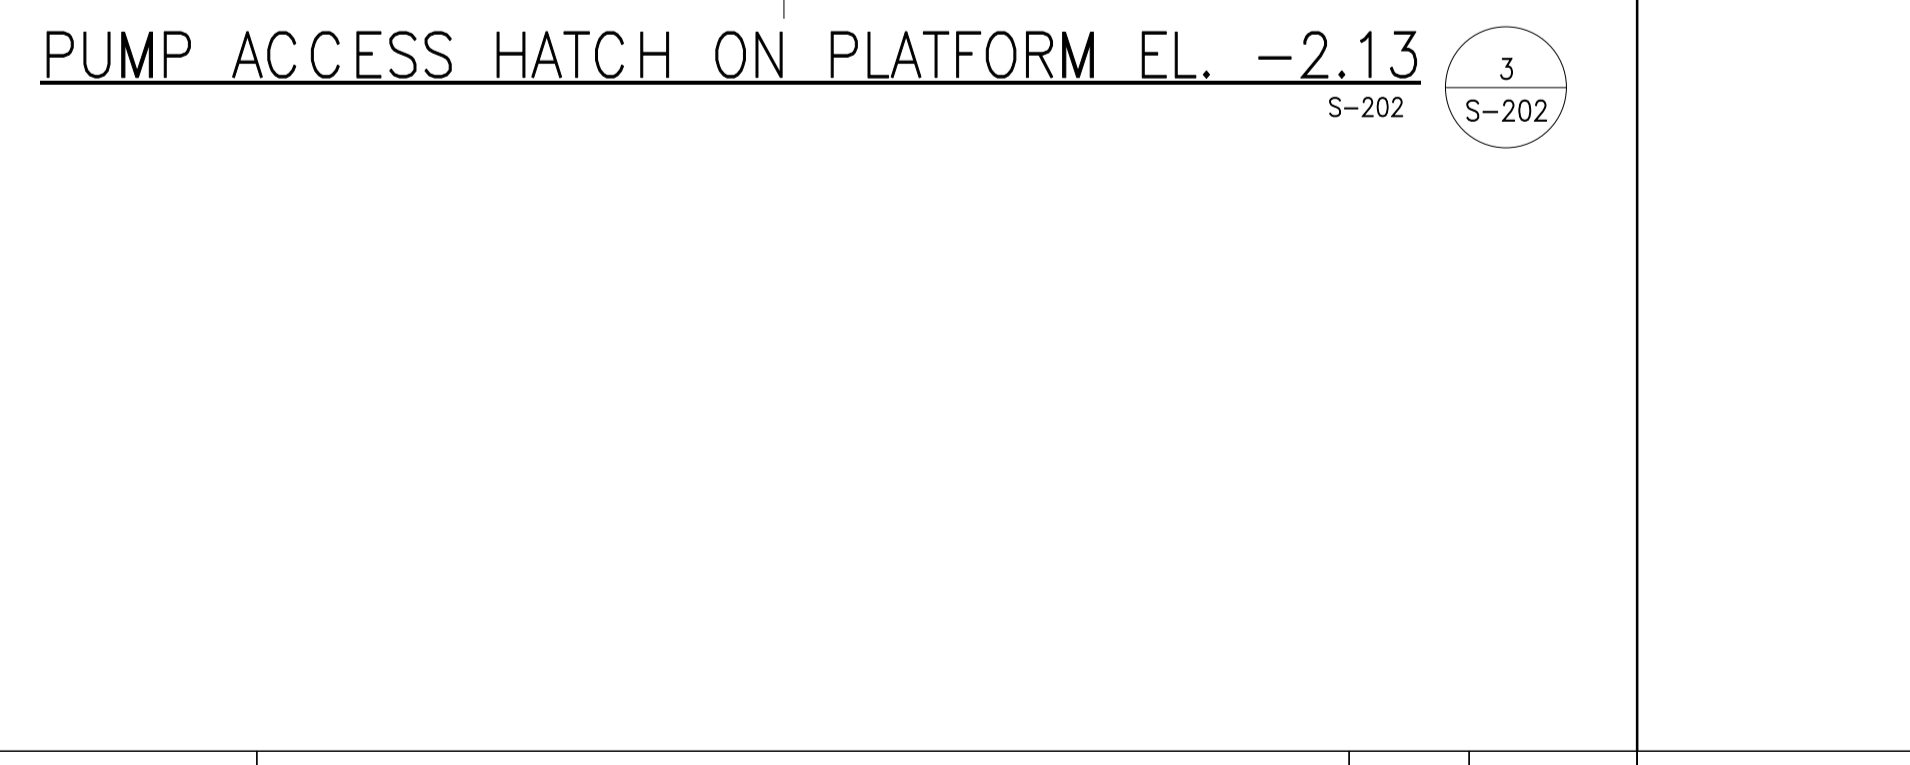 PUMP ACCESS HATCH ON PLATFORM EL. -2.13
S-202
3
S-202